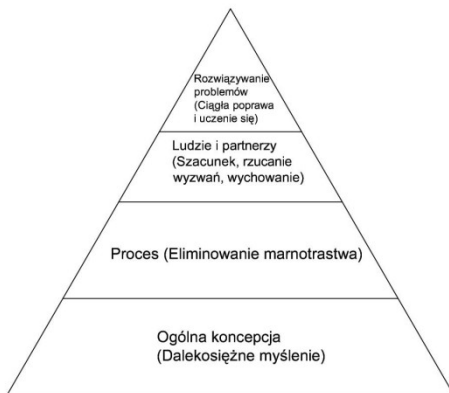 Rozwiązywanie
problemów
(Ciągła poprawa
i uczenie się)
Ludzie i partnerzy
(Szacunek, rzucanie
wyzwań, wychowanie)
Proces (Eliminowanie marnotrastwa)
Ogólna koncepcja
(Dalekosiężne myślenie)